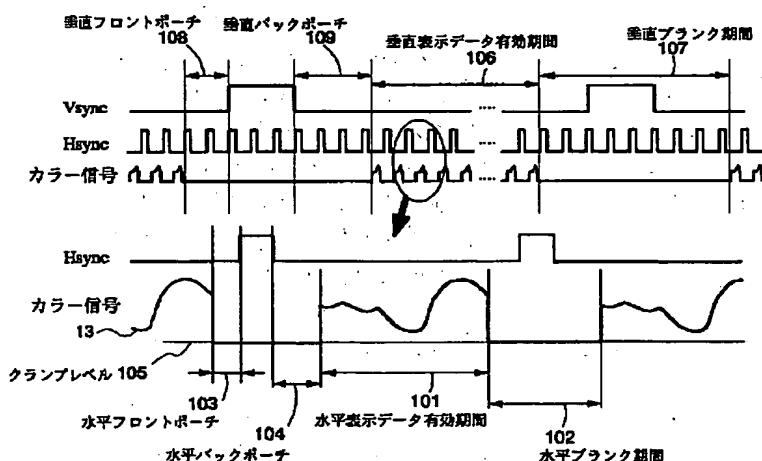 垂直フロントポーチ
108
垂直バックポーチ
109
垂直表示データ有効期間
106
垂直ブランク期間
107
Vsync
Hsync
カラー信号
Hsync
カラー信号
13
クランプレベル 105
103
水平フロントポーチ
104
水平バックポーチ
101
水平表示データ有効期間
102
水平ブランク期間